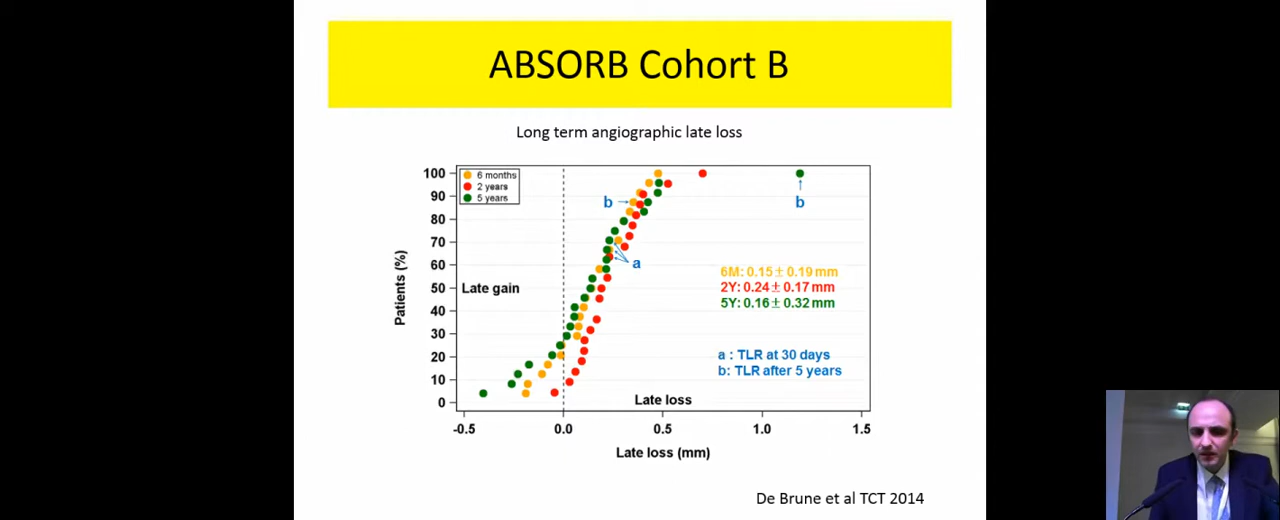 ABSORB Cohort B
Long term angiographic late loss
6 months
2 years
5 years
100
90
80
70
60
50
40
30
20
10
0
Patients (%)
Late gain
b
b
a
6M: 0.15 ± 0.19 mm
2Y: 0.24 ± 0.17 mm
5Y: 0.16 ± 0.32 mm
a : TLR at 30 days
b: TLR after 5 years
Late loss
-0.5 0.0 0.5 1.0 1.5
Late loss (mm)
De Brune et al TCT 2014